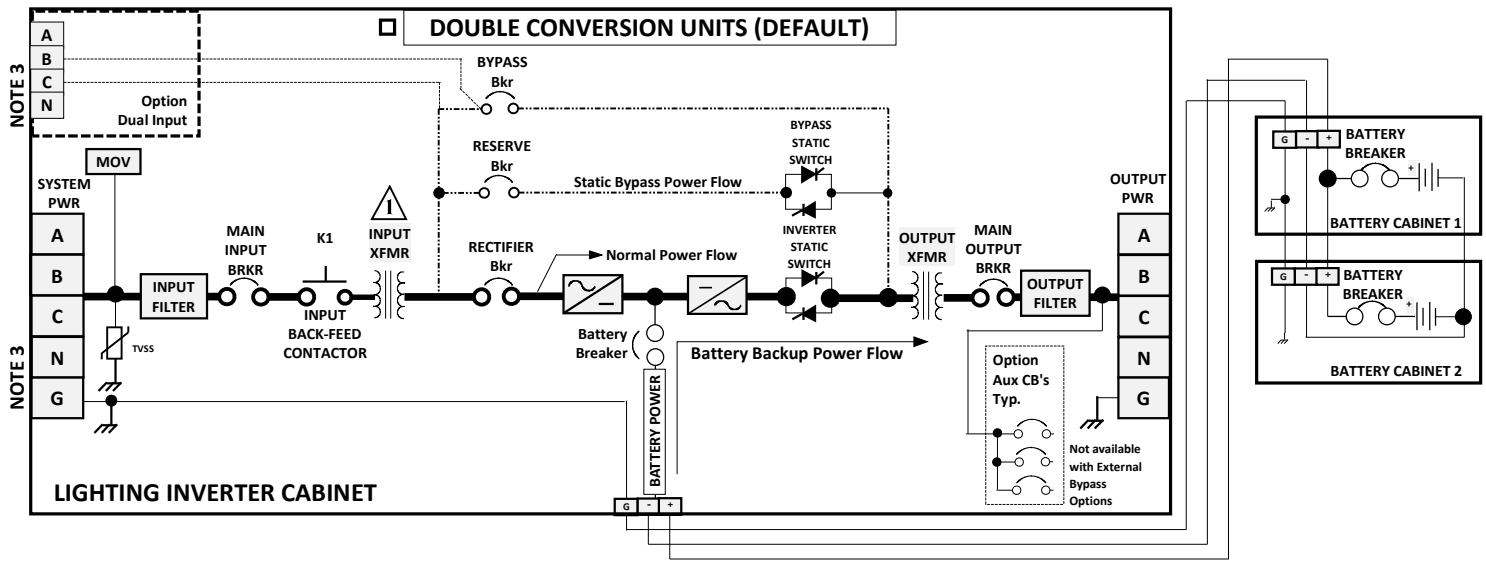 DOUBLE CONVERSION UNITS (DEFAULT)
NOTE 3
A
B
C
N
Option
Dual Input
BYPASS
Bkr
MOV
RESERVE
Bkr
Static Bypass Power Flow
BYPASS
STATIC
SWITCH
SYSTEM
PWR
A
B
C
N
G
NOTE 3
TVSS
INPUT
FILTER
MAIN
INPUT
BRKR
K1
INPUT
BACK-FEED
CONTACTOR
1
INPUT
XFMR
RECTIFIER
Bkr
Normal Power Flow
INVERTER
STATIC
SWITCH
OUTPUT
XFMR
MAIN
OUTPUT
BRKR
OUTPUT
FILTER
OUTPUT
PWR
A
B
C
N
G
Battery
Breaker
Battery Backup Power Flow
BATTERY POWER
Option
Aux CB's
Typ.
Not available
with External
Bypass
Options
LIGHTING INVERTER CABINET
G - +
G - +
BATTERY
BREAKER
+
BATTERY CABINET 1
G - +
BATTERY
BREAKER
+
BATTERY CABINET 2